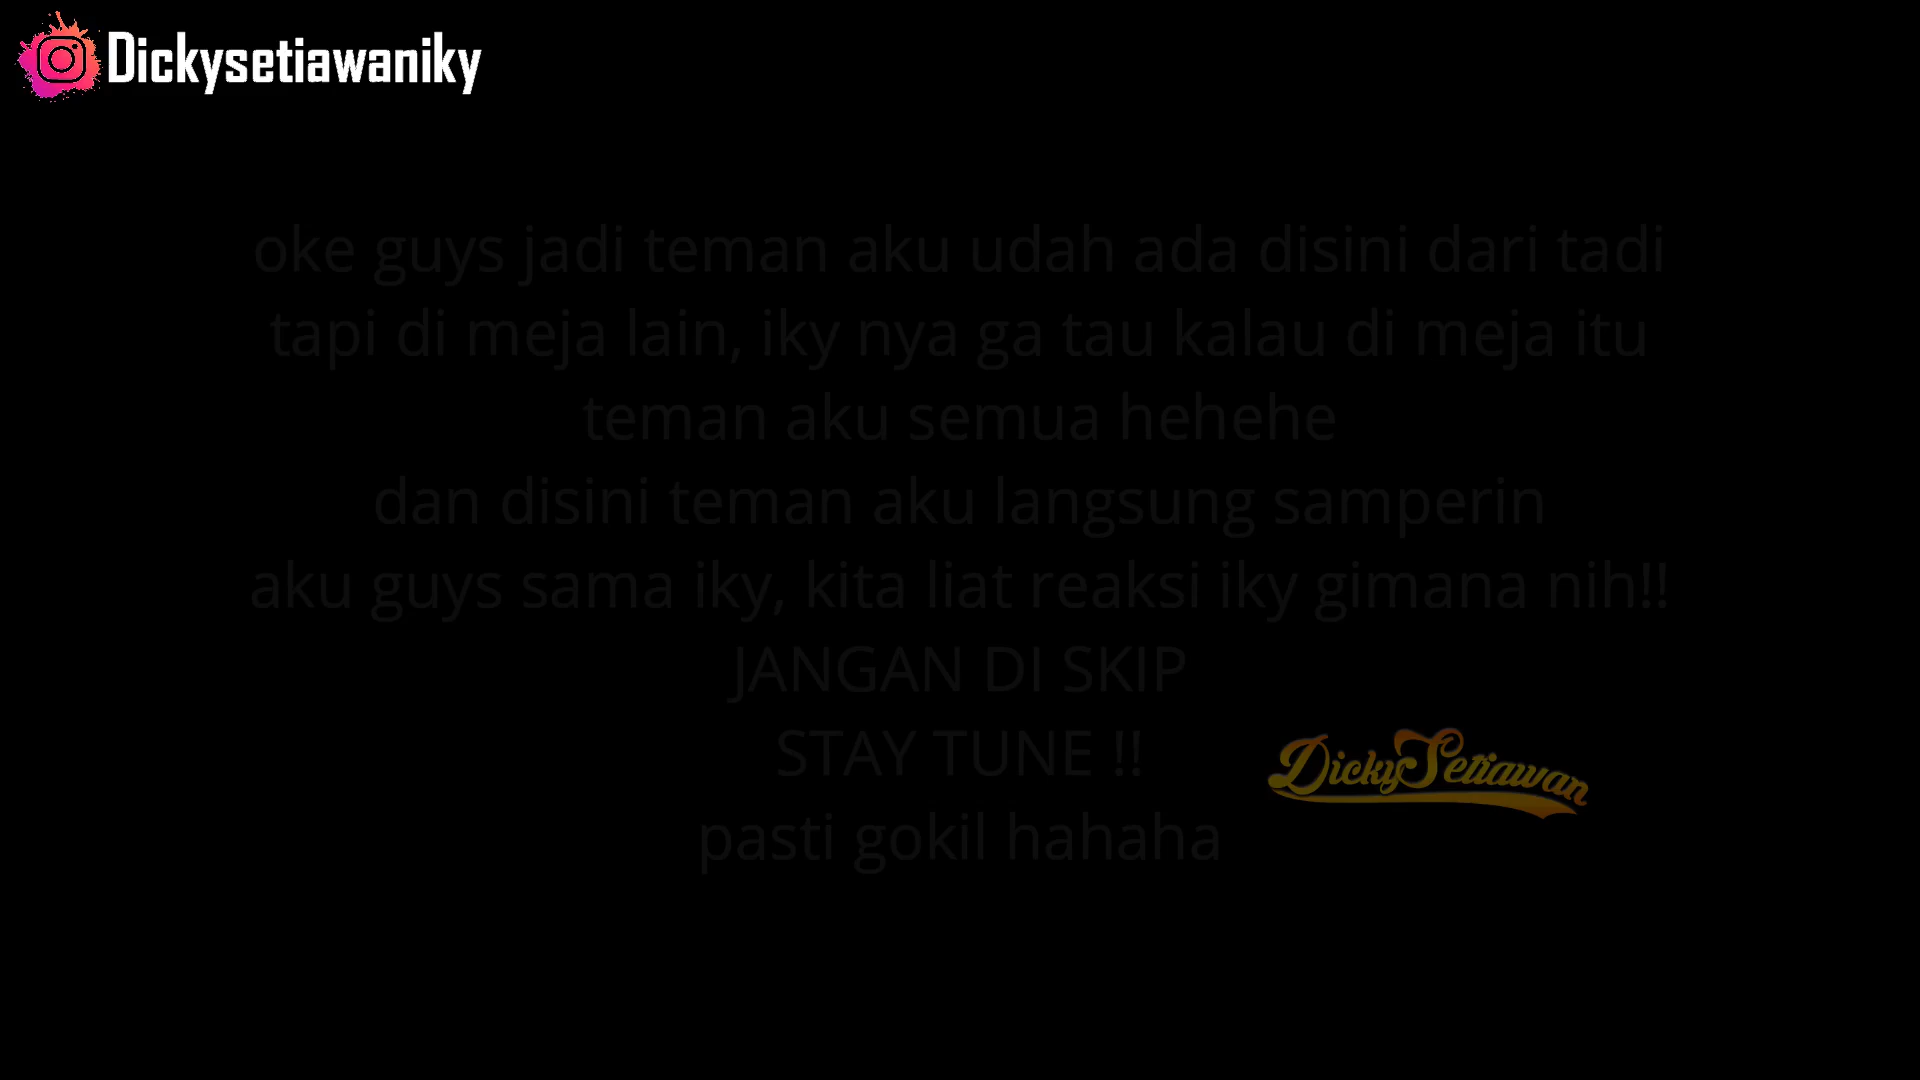 Dickysetiawaniky
oke guys jadi teman aku udah ada disini dari tadi
tapi di meja lain, iky nya ga tau kalau di meja itu
teman aku semua hehehe
dan disini teman aku langsung samperin
aku guys sama iky, kita liat reaksi iky gimana nih!!
JANGAN DI SKIP
STAY TUNE !!
DickySetiawan
pasti gokil hahaha